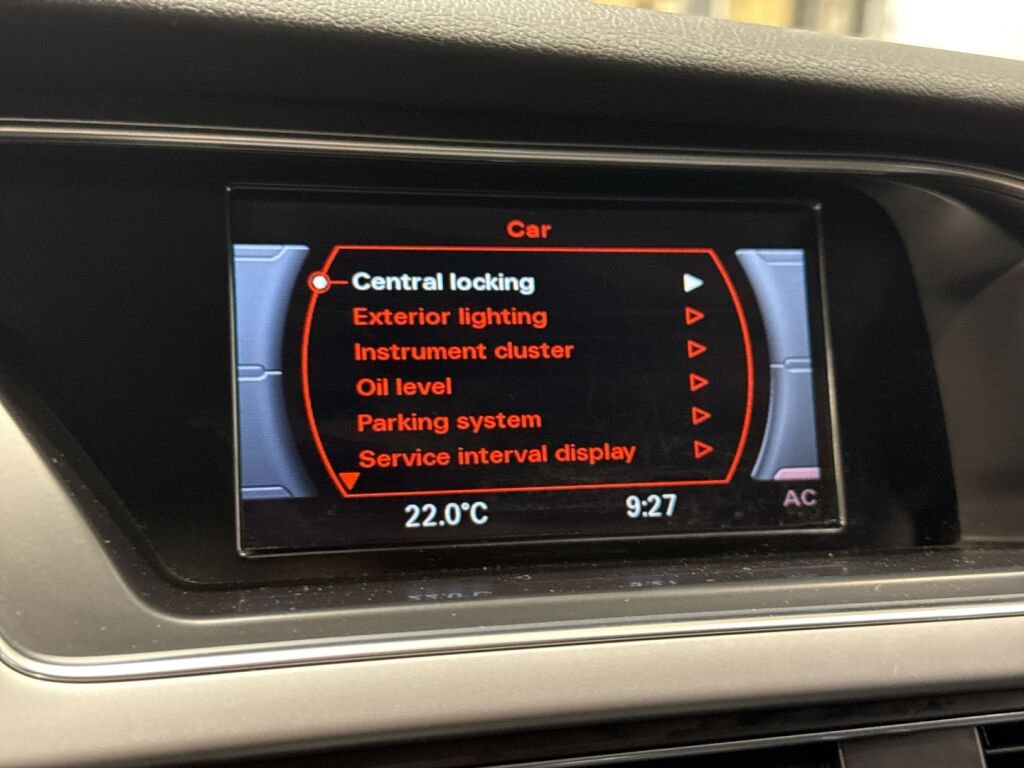 Car
Central locking
Exterior lighting
Instrument cluster
Oil level
Parking system
Service interval display
22.0°C 9:27 AC